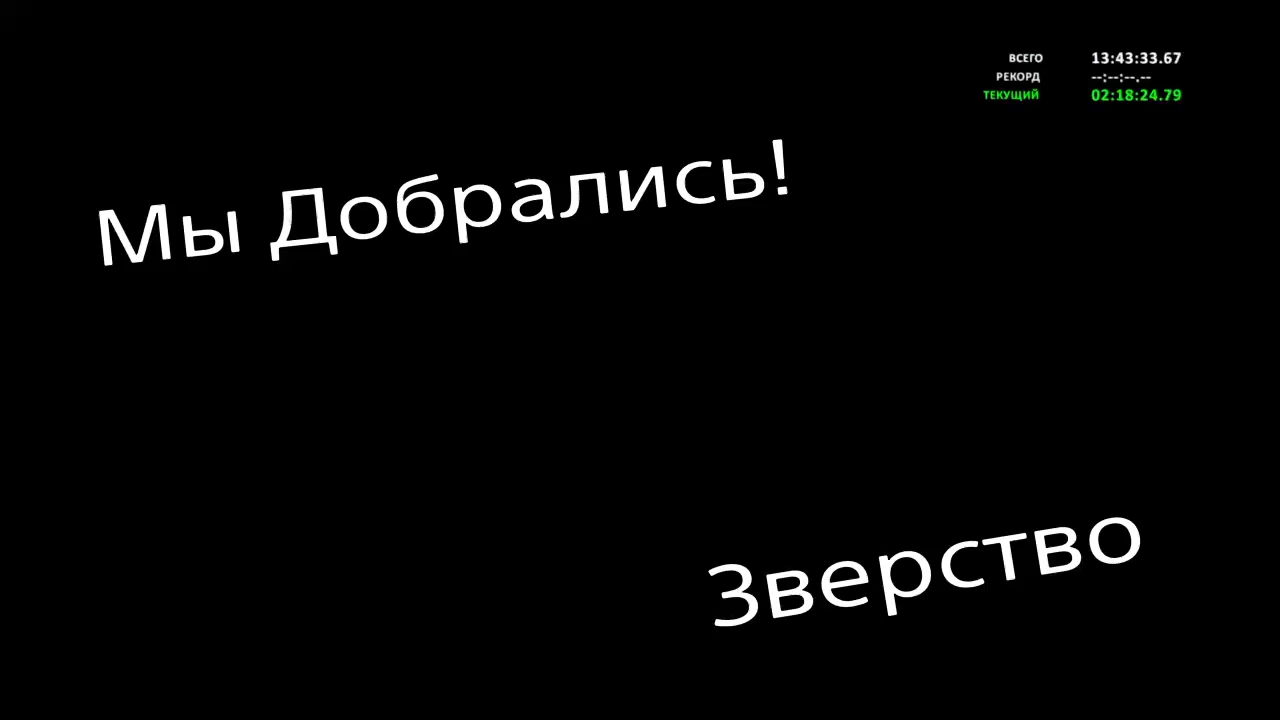 ВСЕГО 13:43:33.67
РЕКОРД --:--:--.--
ТЕКУЩИЙ 02:18:24.79
Мы Добрались!
Зверство